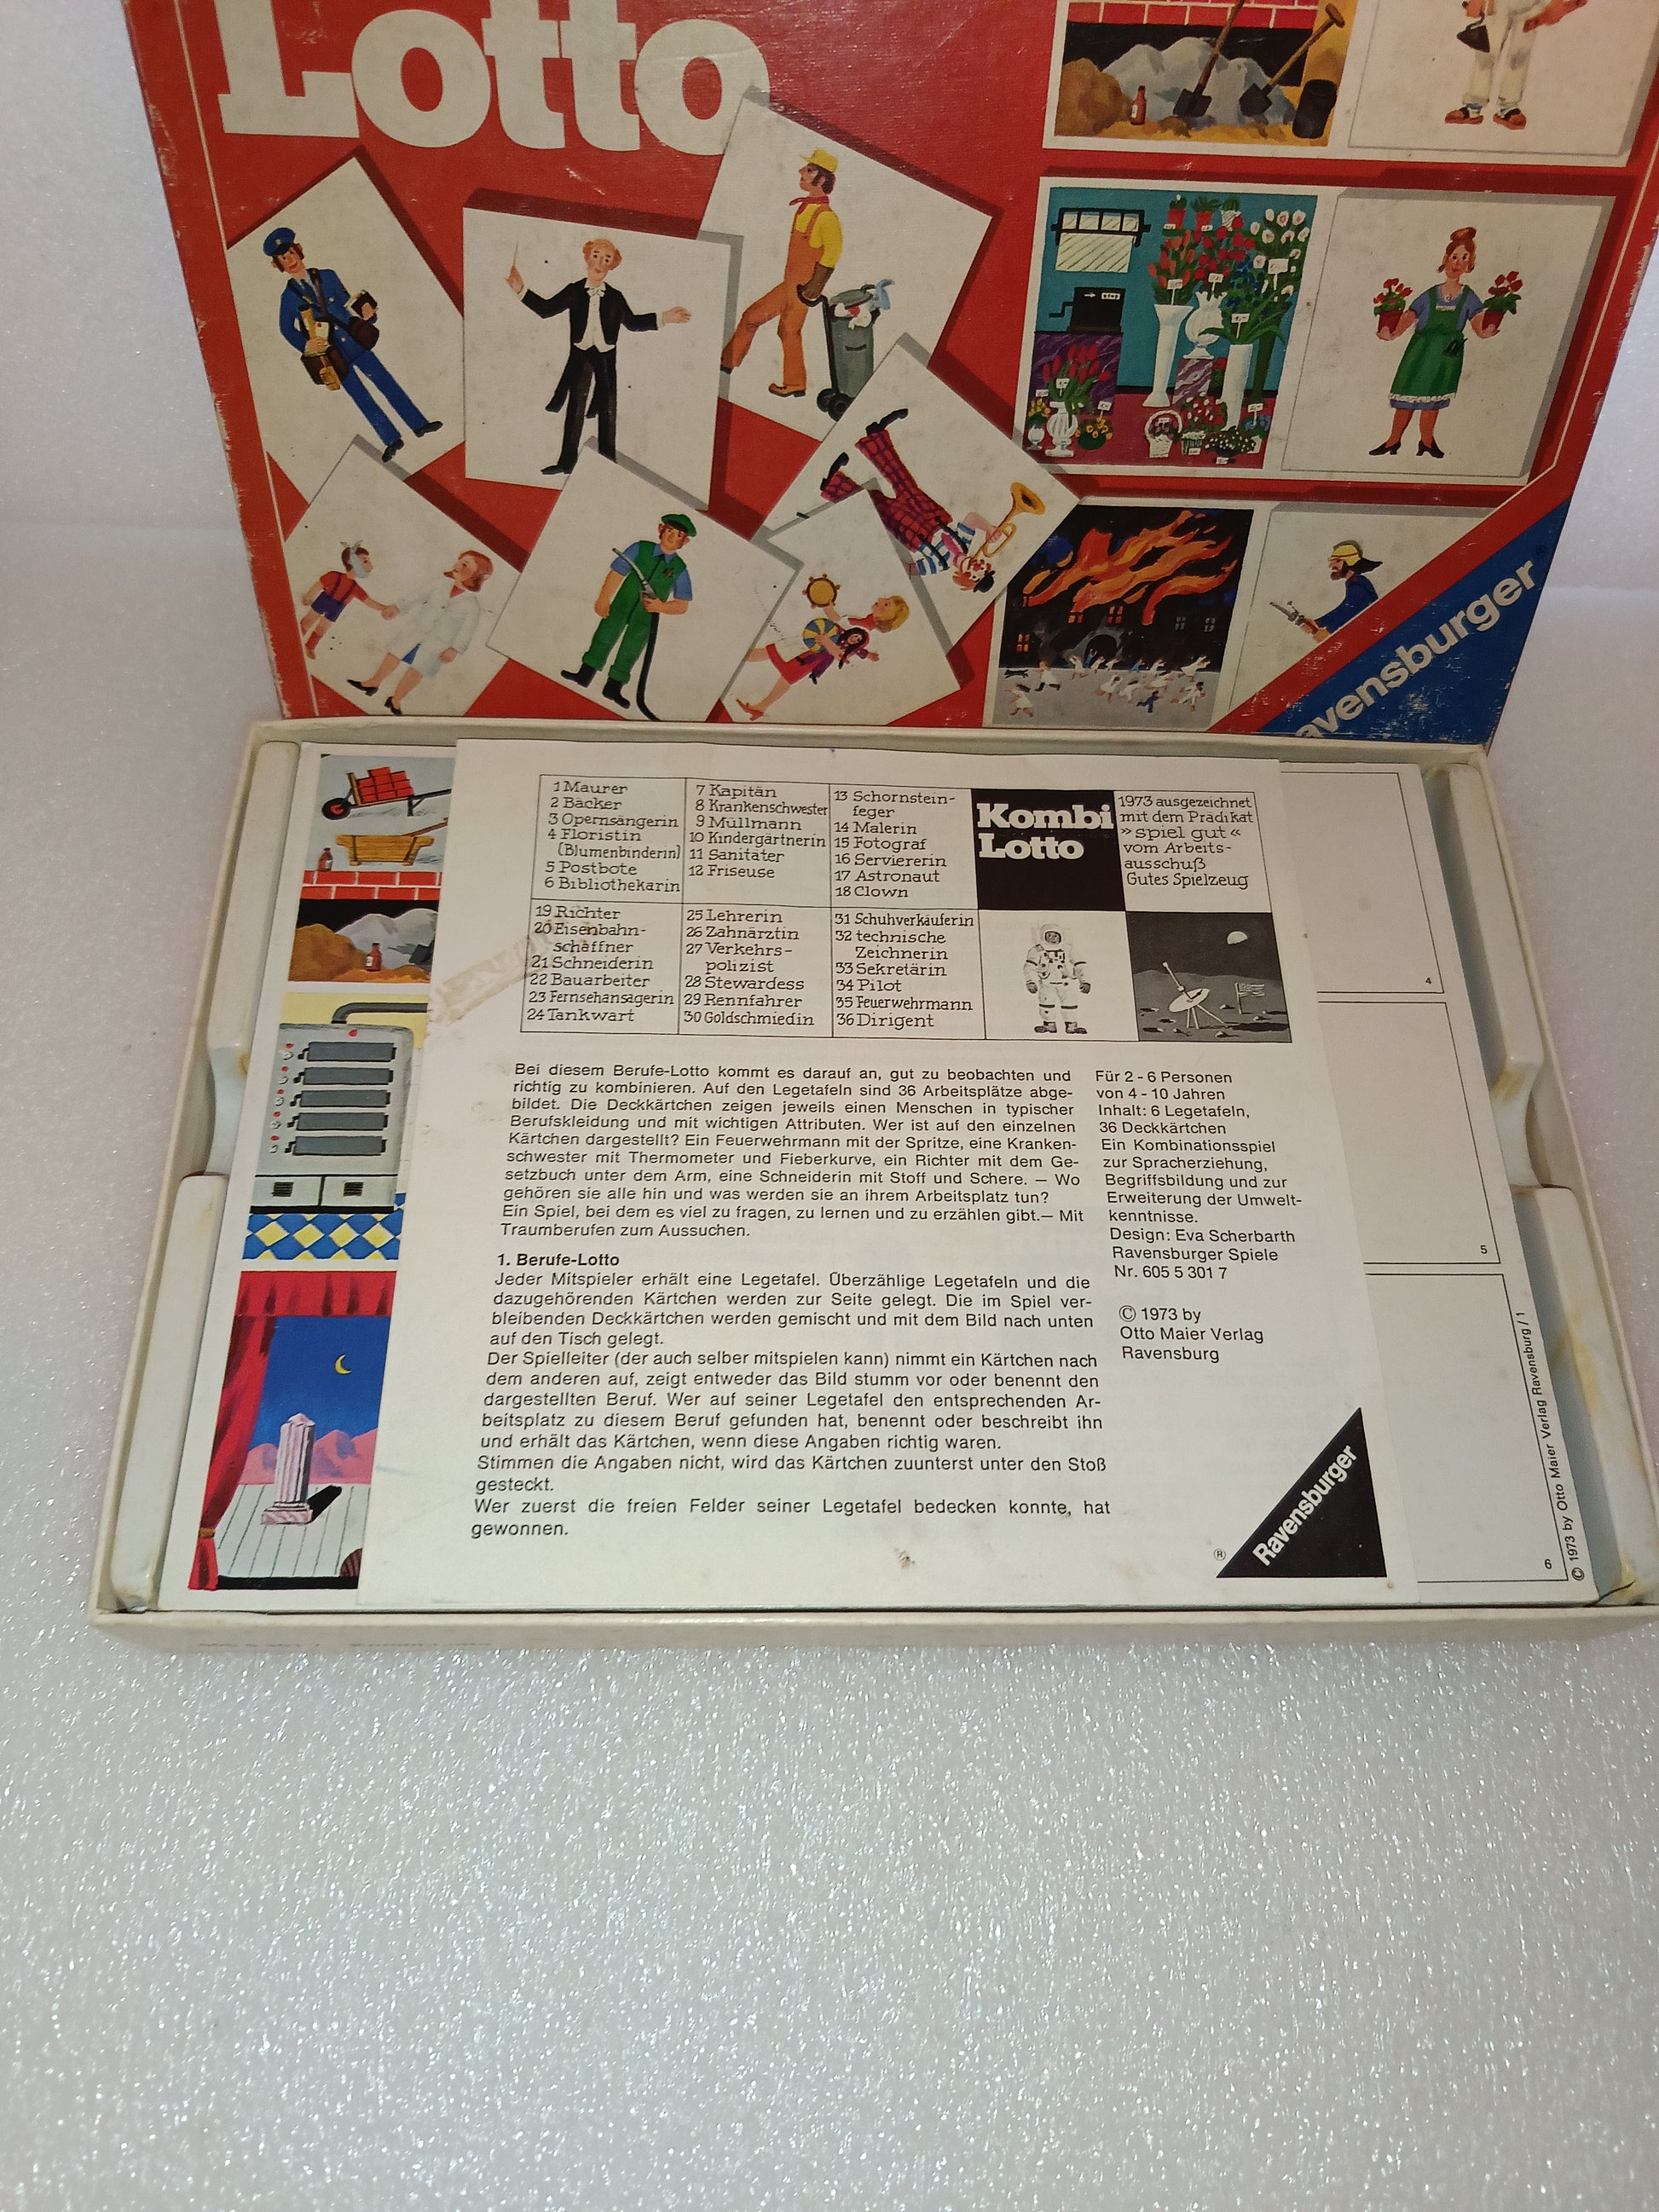 Lotto
Ravensburger
1 Maurer
2 Bäcker
3 Opernsängerin
4 Floristin
(Blumenbinderin)
5 Postbote
6 Bibliothekarin
7 Kapitän
8 Krankenschwester
9 Müllmann
10 Kindergärtnerin
11 Sanitäter
12 Friseuse
13 Schornstein-
feger
14 Malerin
15 Fotograf
16 Serviererin
17 Astronaut
18 Clown
Kombi
Lotto
1973 ausgezeichnet
mit dem Prädikat
»spiel gut«
vom Arbeits-
ausschuß
Gutes Spielzeug
19 Richter
20 Eisenbahn-
schaffner
21 Schneiderin
22 Bauarbeiter
23 Fernsehansagerin
24 Tankwart
25 Lehrerin
26 Zahnärztin
27 Verkehrs-
polizist
28 Stewardess
29 Rennfahrer
30 Goldschmiedin
31 Schuhverkäuferin
32 technische
Zeichnerin
33 Sekretärin
34 Pilot
35 Feuerwehrmann
36 Dirigent
Bei diesem Berufe-Lotto kommt es darauf an, gut zu beobachten und
richtig zu kombinieren. Auf den Legetafeln sind 36 Arbeitsplätze abge-
bildet. Die Deckkärtchen zeigen jeweils einen Menschen in typischer
Berufskleidung und mit wichtigen Attributen. Wer ist auf den einzelnen
Kärtchen dargestellt? Ein Feuerwehrmann mit der Spritze, eine Kranken-
schwester mit Thermometer und Fieberkurve, ein Richter mit dem Ge-
setzbuch unter dem Arm, eine Schneiderin mit Stoff und Schere. – Wo
gehören sie alle hin und was werden sie an ihrem Arbeitsplatz tun?
Ein Spiel, bei dem es viel zu fragen, zu lernen und zu erzählen gibt.– Mit
Traumberufen zum Aussuchen.
1. Berufe-Lotto
Jeder Mitspieler erhält eine Legetafel. Überzählige Legetafeln und die
dazugehörenden Kärtchen werden zur Seite gelegt. Die im Spiel ver-
bleibenden Deckkärtchen werden gemischt und mit dem Bild nach unten
auf den Tisch gelegt.
Der Spielleiter (der auch selber mitspielen kann) nimmt ein Kärtchen nach
dem anderen auf, zeigt entweder das Bild stumm vor oder benennt den
dargestellten Beruf. Wer auf seiner Legetafel den entsprechenden Ar-
beitsplatz zu diesem Beruf gefunden hat, benennt oder beschreibt ihn
und erhält das Kärtchen, wenn diese Angaben richtig waren.
Stimmen die Angaben nicht, wird das Kärtchen zuunterst unter den Stoß
gesteckt.
Wer zuerst die freien Felder seiner Legetafel bedecken konnte, hat
gewonnen.
Für 2 - 6 Personen
von 4 - 10 Jahren
Inhalt: 6 Legetafeln,
36 Deckkärtchen
Ein Kombinationsspiel
zur Spracherziehung,
Begriffsbildung und zur
Erweiterung der Umwelt-
kenntnisse.
Design: Eva Scherbarth
Ravensburger Spiele
Nr. 605 5 301 7
© 1973 by
Otto Maier Verlag
Ravensburg
Ravensburger
®
4
5
6
© 1973 by Otto Maier Verlag Ravensburg / 1